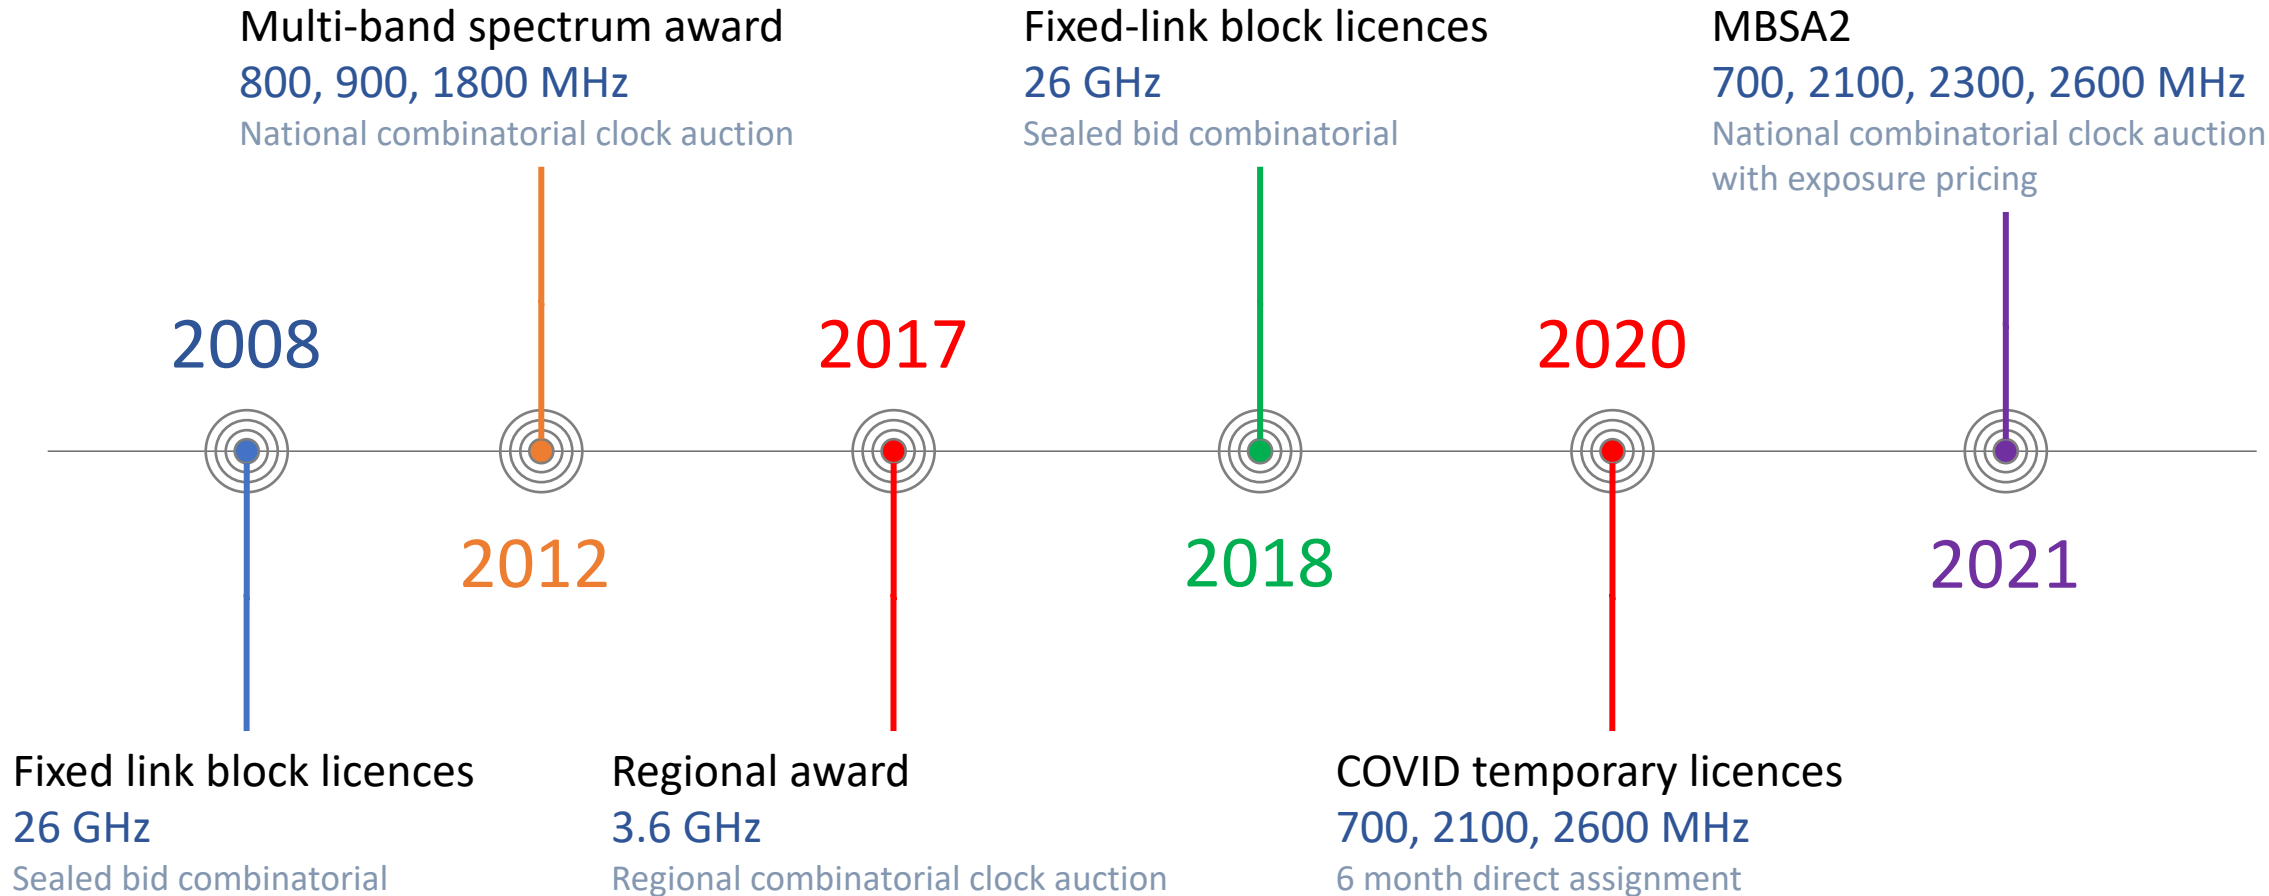 Multi-band spectrum award
800, 900, 1800 MHz
National combinatorial clock auction
Fixed-link block licences
26 GHz
Sealed bid combinatorial
MBSA2
700, 2100, 2300, 2600 MHz
National combinatorial clock auction
with exposure pricing
2008
2017
2020
2012
2018
2021
Fixed link block licences
26 GHz
Sealed bid combinatorial
Regional award
3.6 GHz
Regional combinatorial clock auction
COVID temporary licences
700, 2100, 2600 MHz
6 month direct assignment